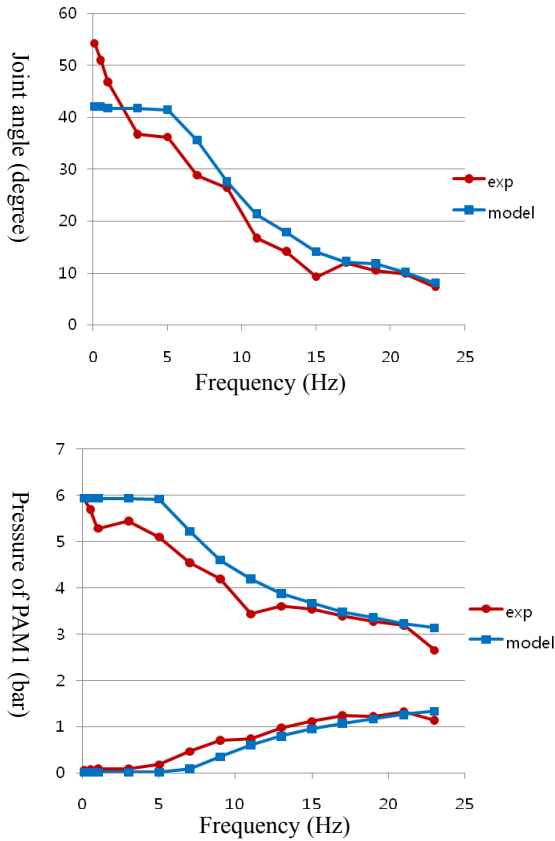 60
50
40
30
20
10
0
Joint angle (degree)
0 5 10 15 20 25
Frequency (Hz)
exp
model
7
6
5
4
3
2
1
0
Pressure of PAM1 (bar)
0 5 10 15 20 25
Frequency (Hz)
exp
model